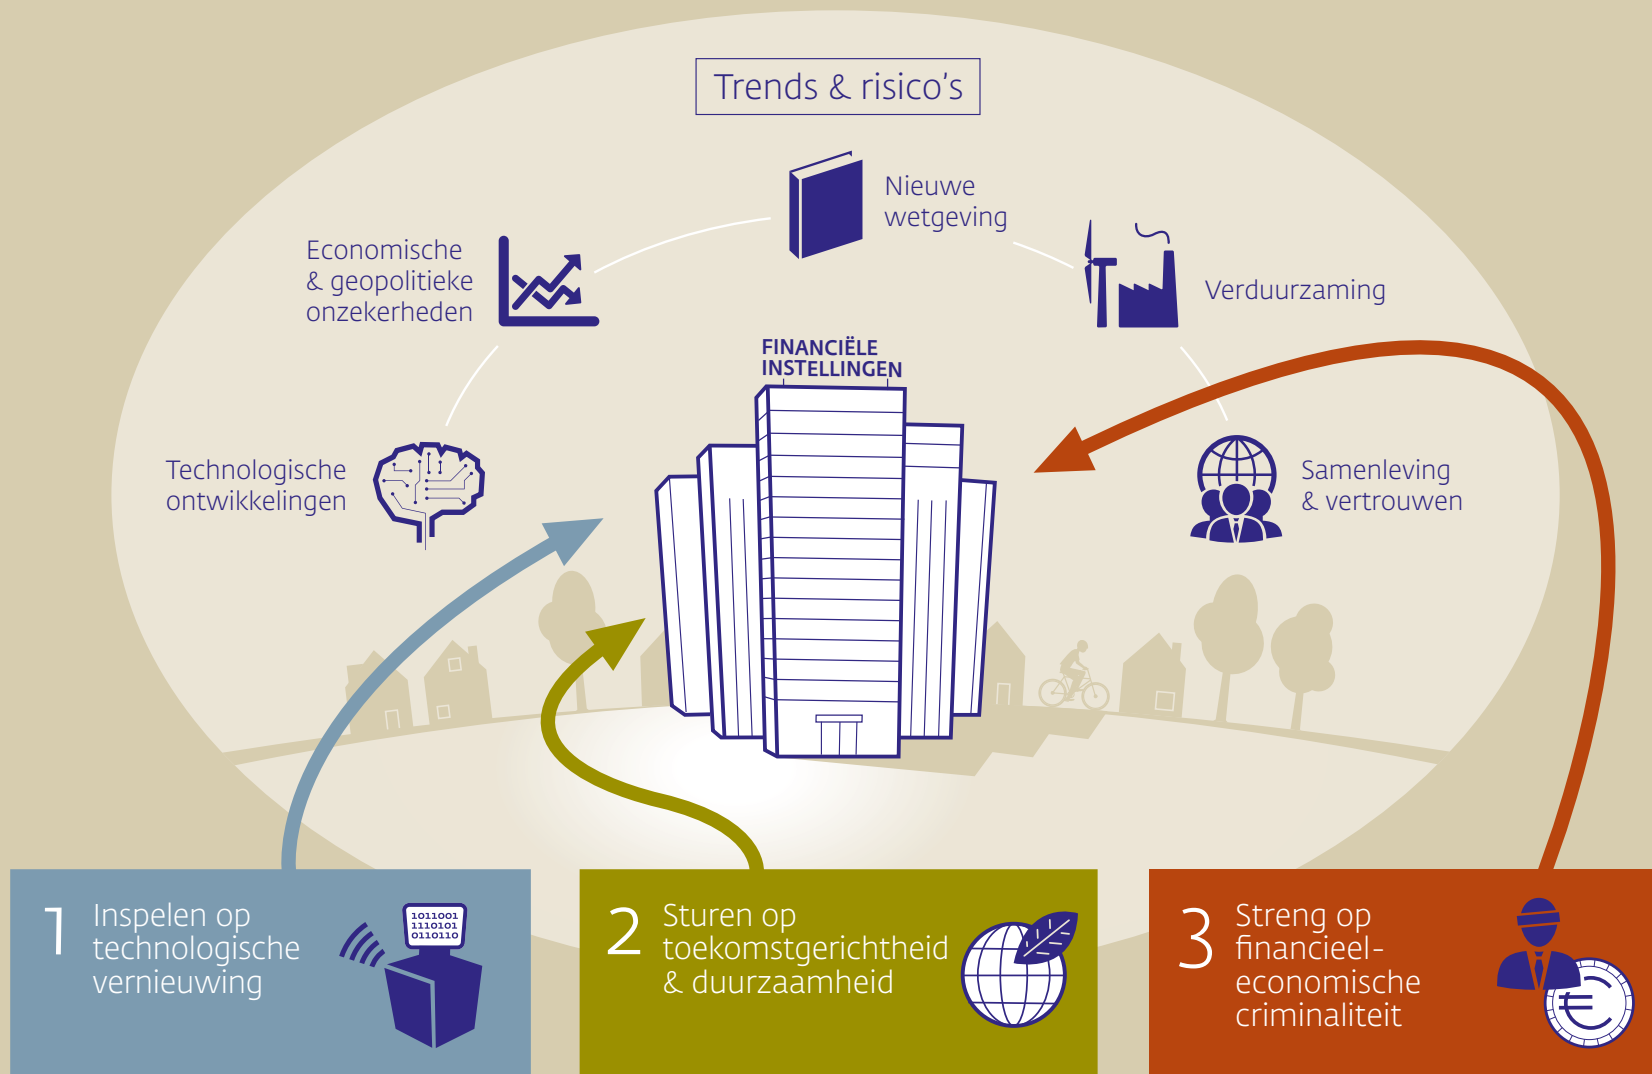 Trends & risico's
Nieuwe
wetgeving
Economische
& geopolitieke
onzekerheden
Verduurzaming
FINANCIËLE
INSTELLINGEN
Technologische
ontwikkelingen
Samenleving
& vertrouwen
1
Inspelen op
technologische
vernieuwing
1011001
1110101
0110110
2
Sturen op
toekomstgerichtheid
& duurzaamheid
3
Streng op
financieel-
economische
criminaliteit
€